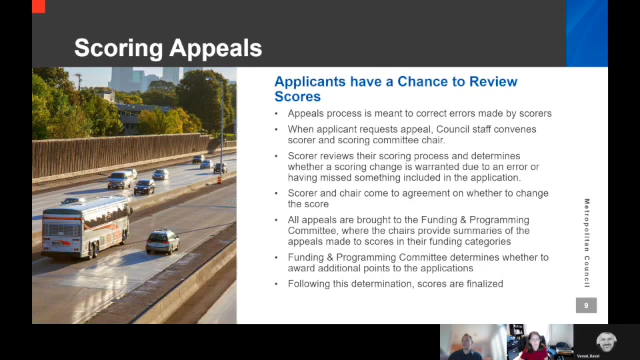 Scoring Appeals
Applicants have a Chance to Review
Scores
• Appeals process is meant to correct errors made by scorers
• When applicant requests appeal, Council staff convenes
scorer and scoring committee chair.
• Scorer reviews their scoring process and determines
whether a scoring change is warranted due to an error or
having missed something included in the application.
• Scorer and chair come to agreement on whether to change
the score
• All appeals are brought to the Funding & Programming
Committee, where the chairs provide summaries of the
appeals made to scores in their funding categories
• Funding & Programming Committee determines whether to
award additional points to the applications
• Following this determination, scores are finalized
Metropolitan Council
9